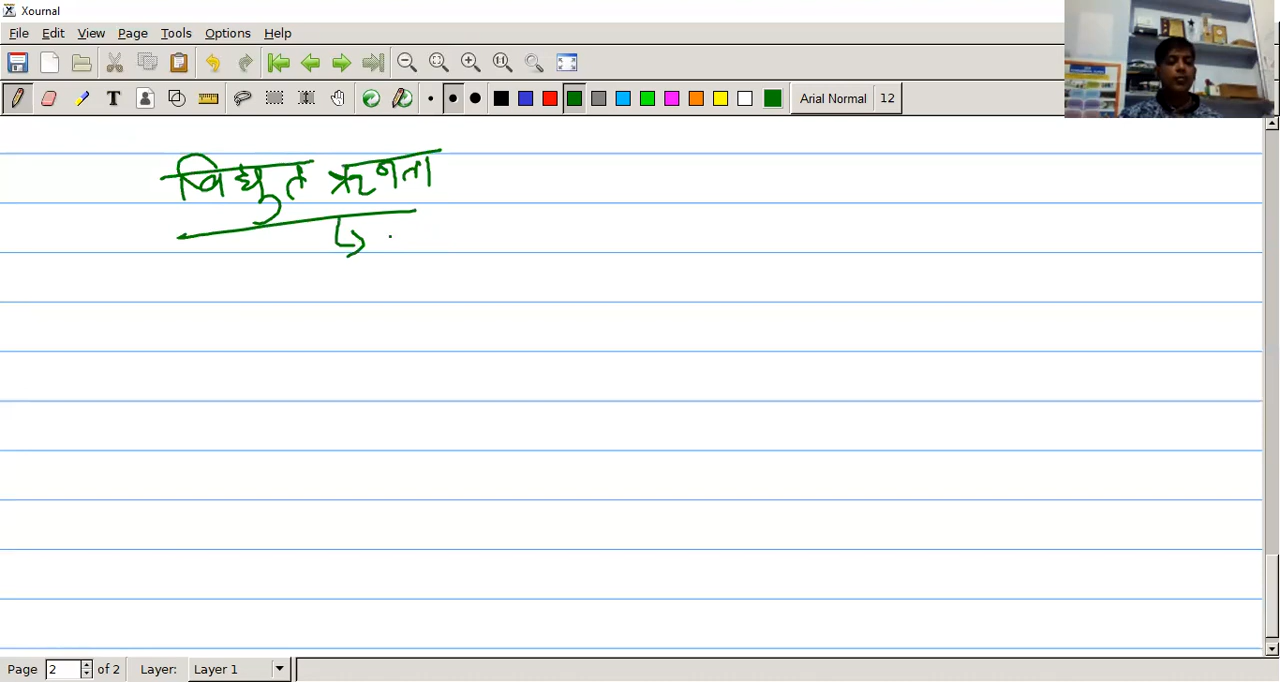 Xournal
File Edit View Page Tools Options Help
Arial Normal 12
विद्युत ऋणता
Page 2 of 2 Layer: Layer 1